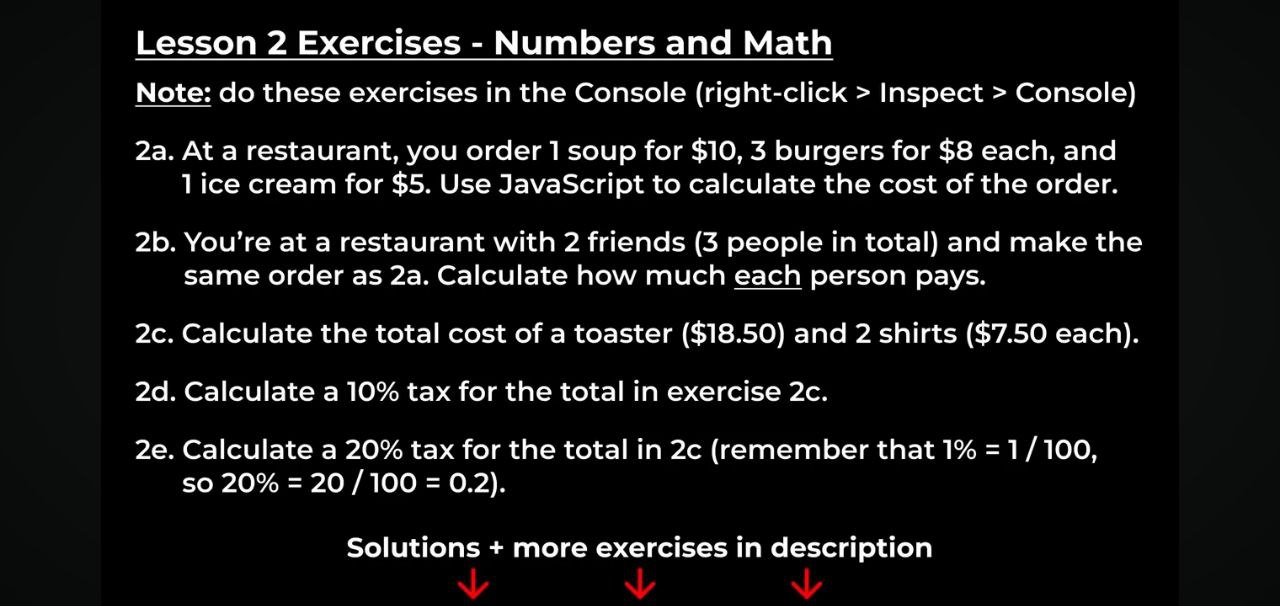 Lesson 2 Exercises - Numbers and Math
Note: do these exercises in the Console (right-click > Inspect > Console)
2a. At a restaurant, you order 1 soup for $10, 3 burgers for $8 each, and
1 ice cream for $5. Use JavaScript to calculate the cost of the order.
2b. You’re at a restaurant with 2 friends (3 people in total) and make the
same order as 2a. Calculate how much each person pays.
2c. Calculate the total cost of a toaster ($18.50) and 2 shirts ($7.50 each).
2d. Calculate a 10% tax for the total in exercise 2c.
2e. Calculate a 20% tax for the total in 2c (remember that 1% = 1 / 100,
so 20% = 20 / 100 = 0.2).
Solutions + more exercises in description